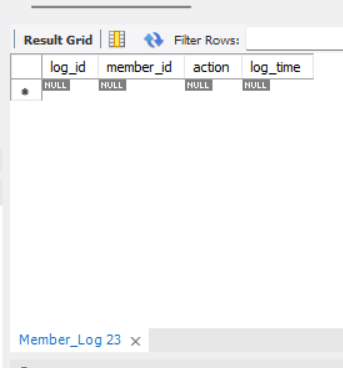 Result Grid Filter Rows:
log_id member_id action log_time
NULL NULL NULL NULL
Member_Log 23